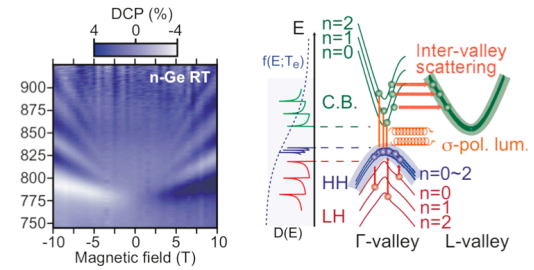 DCP (%)
4 0 -4
n-Ge RT
900
875
850
825
800
775
750
-10 -5 0 5 10
Magnetic field (T)
E
n=2
n=1
n=0
f(E;Te)
C.B.
Inter-valley
scattering
σ-pol. lum.
HH
n=0~2
n=0
LH
n=1
n=2
D(E)
Γ-valley
L-valley